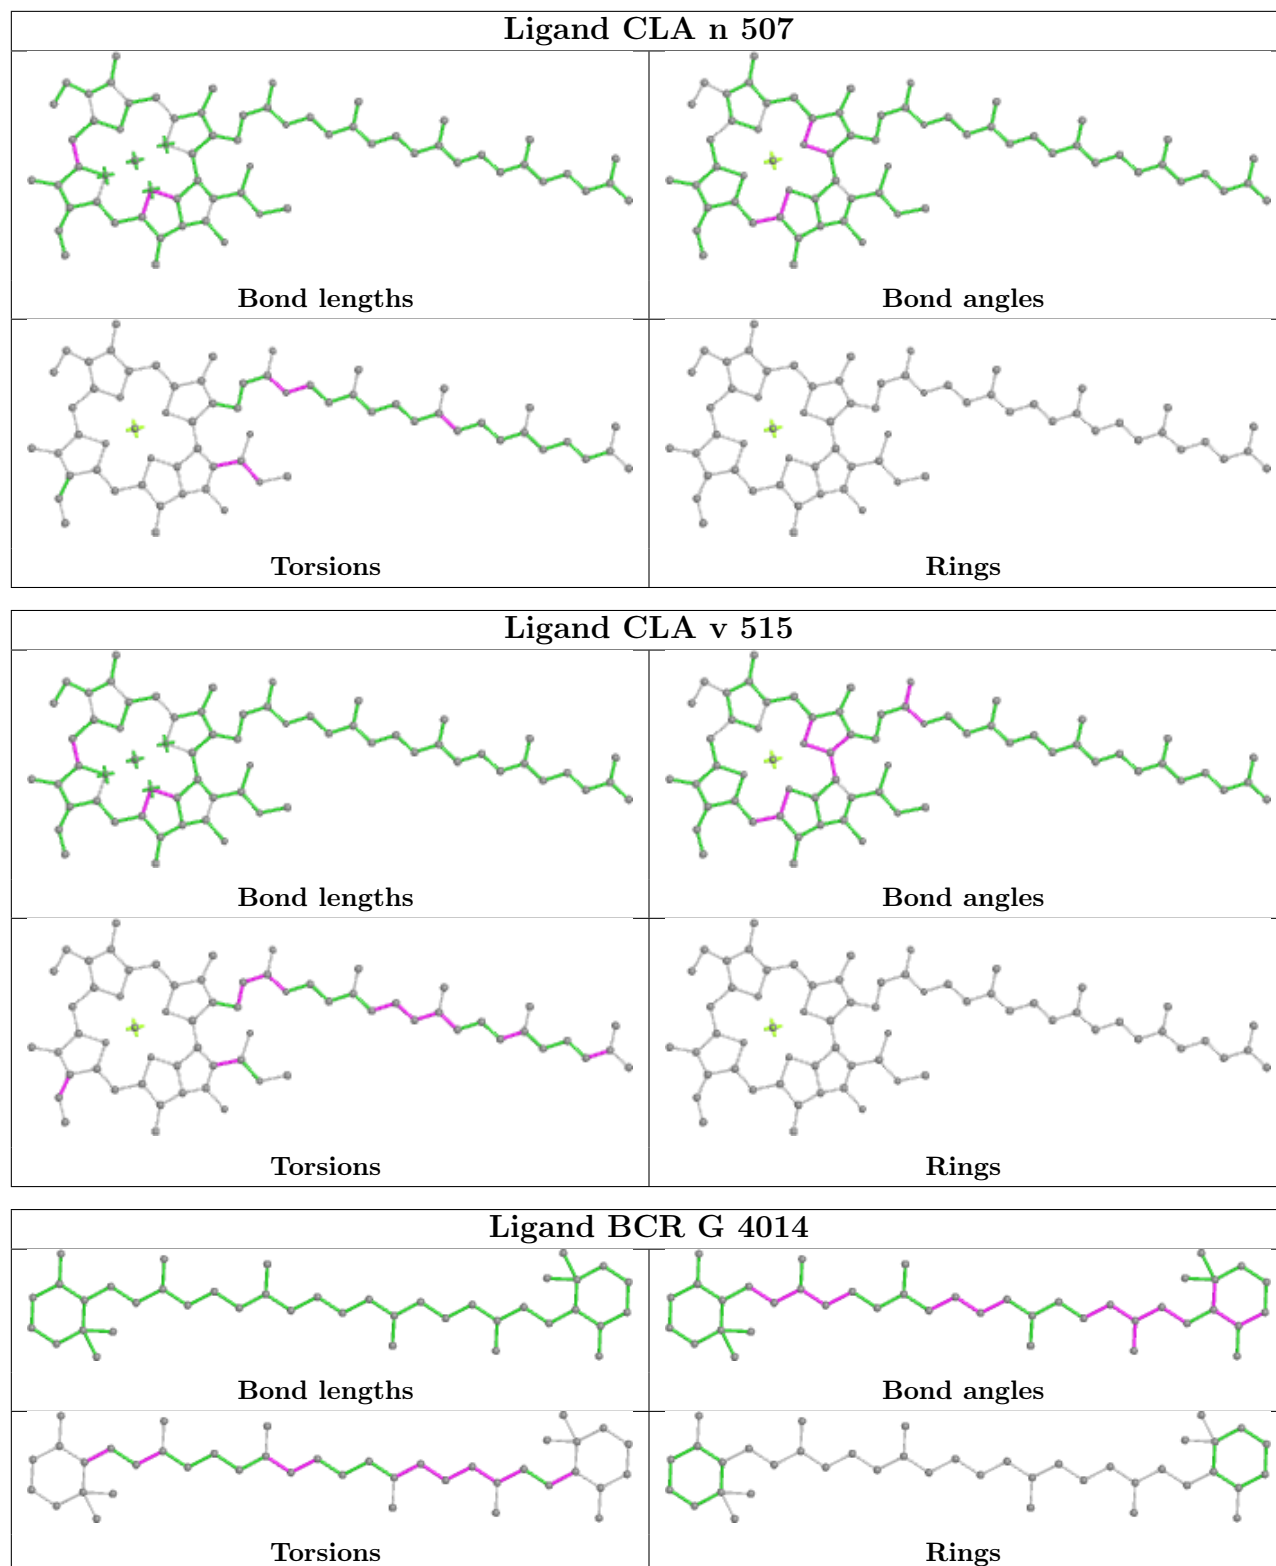 Ligand CLA n 507
Bond lengths
Bond angles
Torsions
Rings
Ligand CLA v 515
Bond lengths
Bond angles
Torsions
Rings
Ligand BCR G 4014
Bond lengths
Bond angles
Torsions
Rings